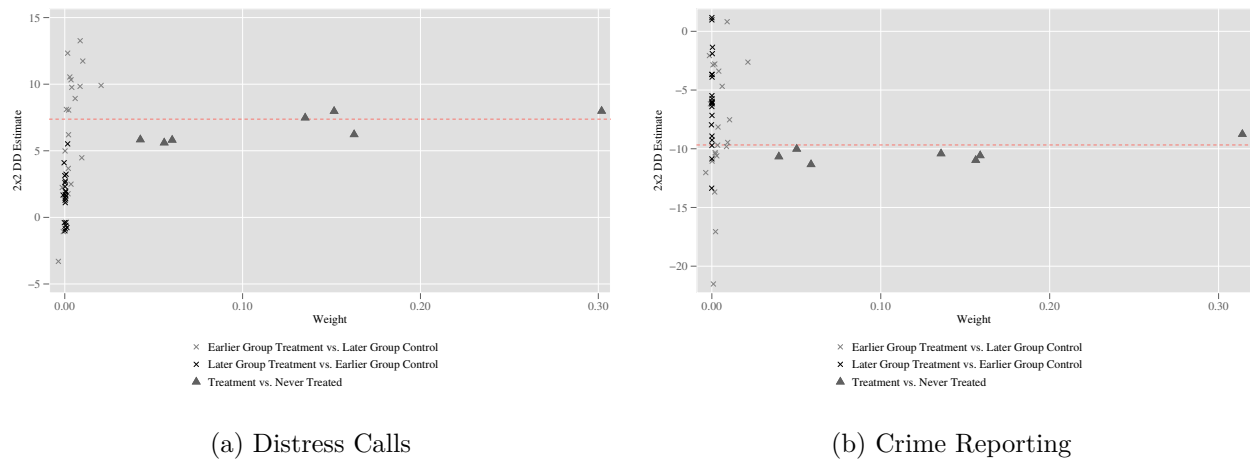 15
10
5
0
−5
2x2 DD Estimate
0.00 0.10 0.20 0.30
Weight
× Earlier Group Treatment vs. Later Group Control
× Later Group Treatment vs. Earlier Group Control
▲ Treatment vs. Never Treated
(a) Distress Calls
0
−5
−10
−15
−20
2x2 DD Estimate
0.00 0.10 0.20 0.30
Weight
× Earlier Group Treatment vs. Later Group Control
× Later Group Treatment vs. Earlier Group Control
▲ Treatment vs. Never Treated
(b) Crime Reporting